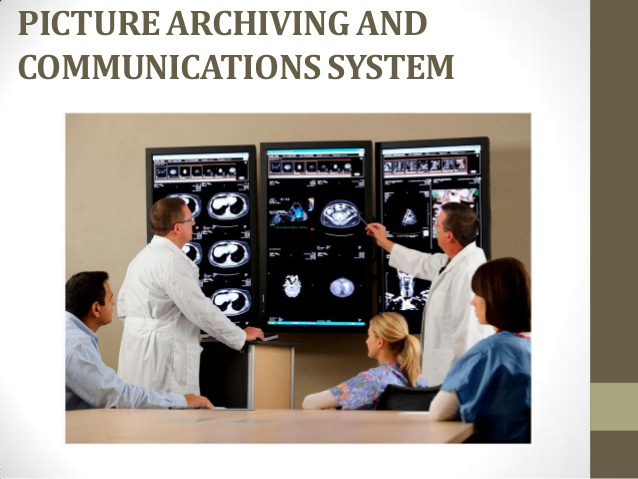 PICTURE ARCHIVING AND
COMMUNICATIONS SYSTEM